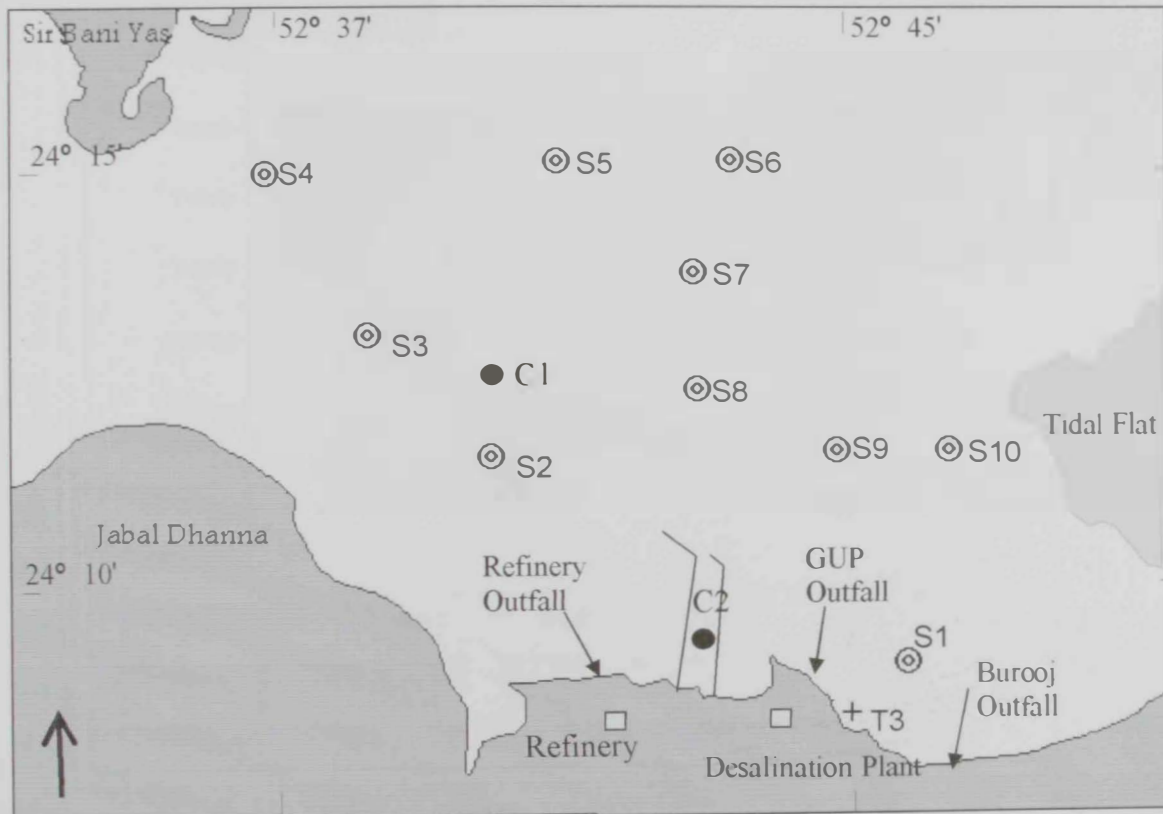 Sir Bani Yas
52° 37'
52° 45'
24° 15'
S4
S5
S6
S7
S3
C1
S8
S2
S9
S10
Tidal Flat
Jabal Dhanna
24° 10'
Refinery
Outfall
C2
GUP
Outfall
S1
Burooj
Outfall
T3
Refinery
Desalination Plant